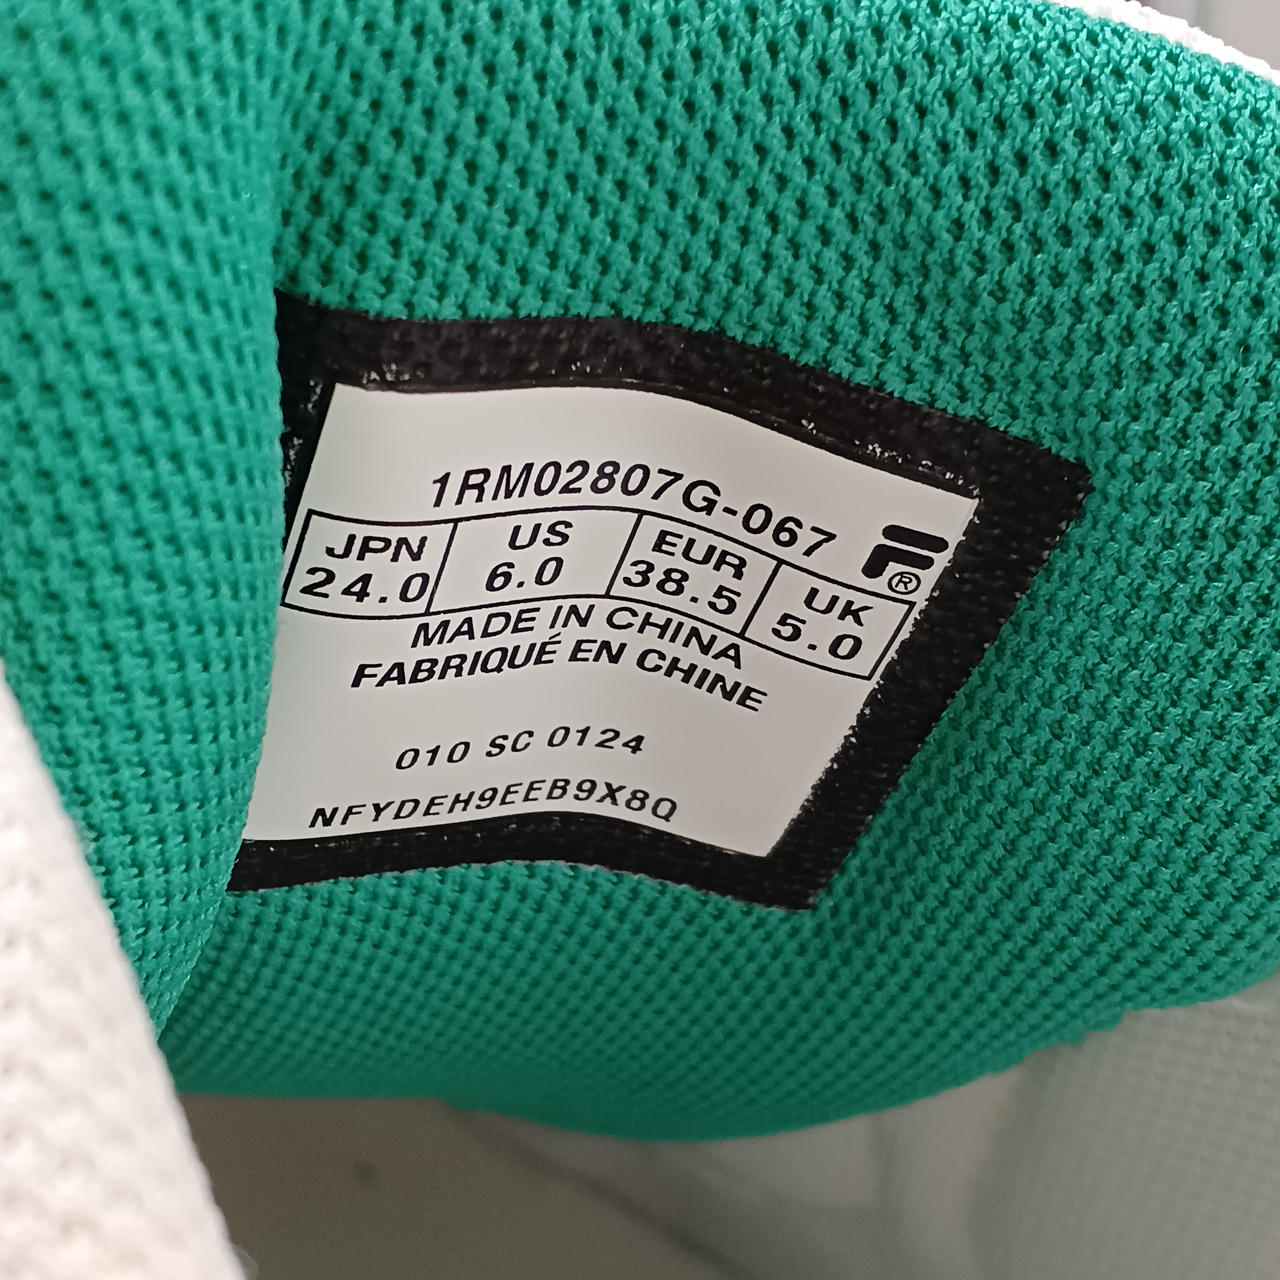 1RM02807G-067
JPN US EUR UK
24.0 6.0 38.5 5.0
F®
MADE IN CHINA
FABRIQUÉ EN CHINE
010 SC 0124
NFYDEH9EEB9X8Q